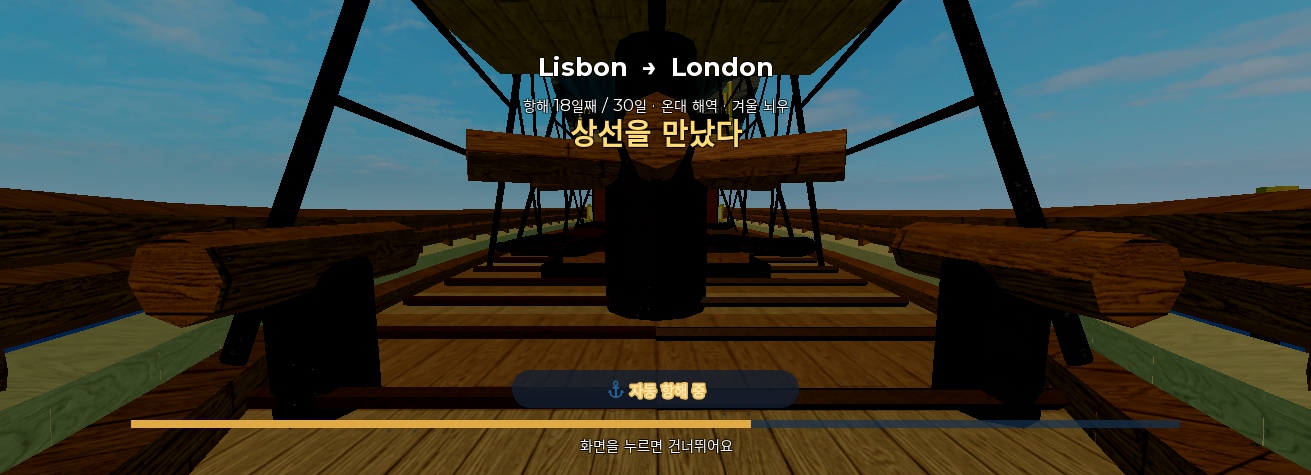 Lisbon → London
항해 18일째 / 30일 · 온대 해역 · 겨울 뇌우
상선을 만났다
자동 항해 중
화면을 누르면 건너뛰어요